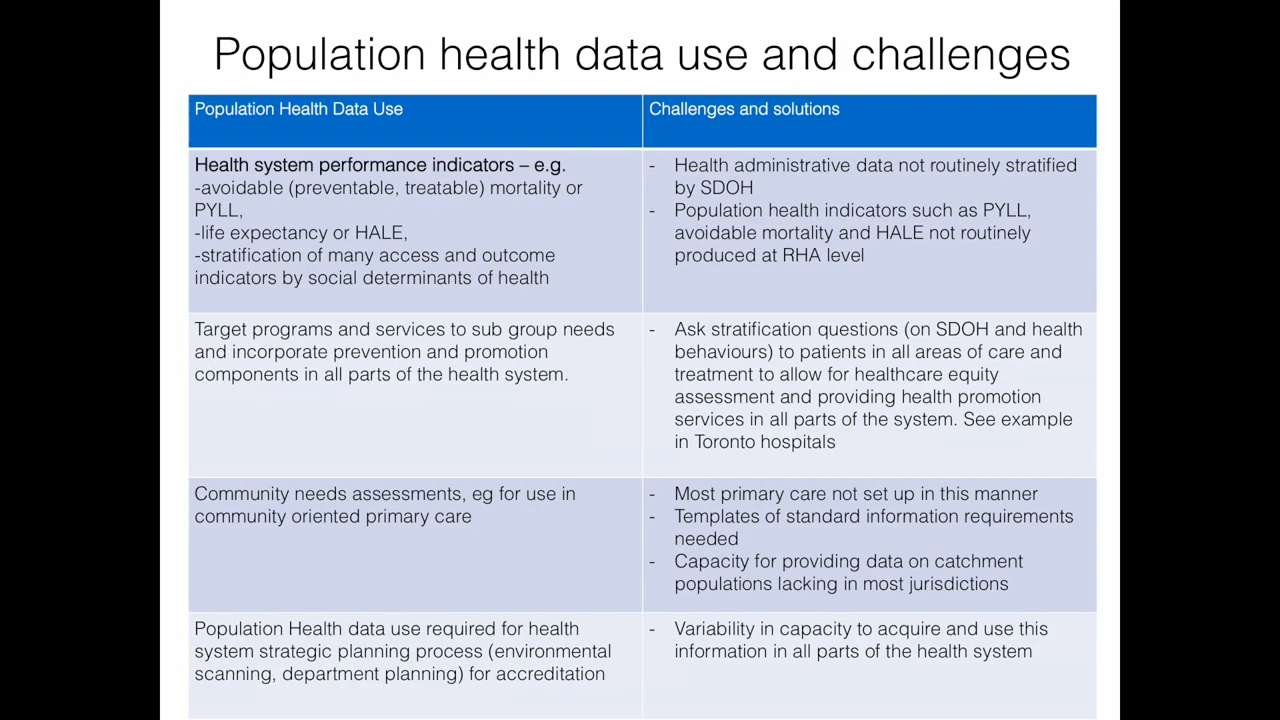 Population health data use and challenges
Population Health Data Use
Challenges and solutions
Health system performance indicators – e.g.
-avoidable (preventable, treatable) mortality or
PYLL,
-life expectancy or HALE,
-stratification of many access and outcome
indicators by social determinants of health
- Health administrative data not routinely stratified
by SDOH
- Population health indicators such as PYLL,
avoidable mortality and HALE not routinely
produced at RHA level
Target programs and services to sub group needs
and incorporate prevention and promotion
components in all parts of the health system.
- Ask stratification questions (on SDOH and health
behaviours) to patients in all areas of care and
treatment to allow for healthcare equity
assessment and providing health promotion
services in all parts of the system. See example
in Toronto hospitals
Community needs assessments, eg for use in
community oriented primary care
- Most primary care not set up in this manner
- Templates of standard information requirements
needed
- Capacity for providing data on catchment
populations lacking in most jurisdictions
Population Health data use required for health
system strategic planning process (environmental
scanning, department planning) for accreditation
- Variability in capacity to acquire and use this
information in all parts of the health system